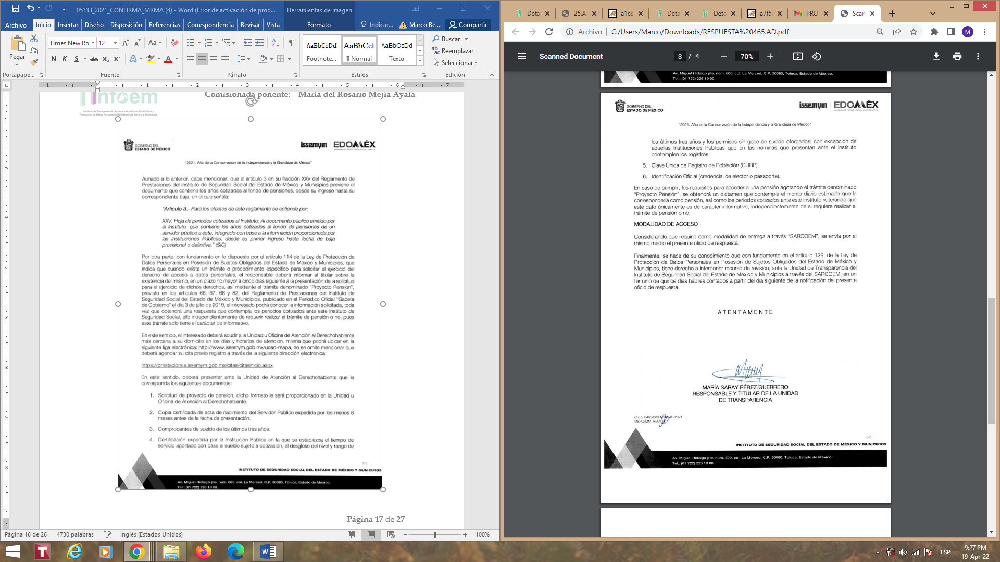 05333_2021_CONFIRMA_MRMA (4) - Word (Error de activación de prod...
Herramientas de imagen
Archivo
Inicio
Insertar
Diseño
Disposición
Referencias
Correspondencia
Revisar
Vista
Formato
Indicar...
Marco Be...
Compartir
Pegar
Times New Ro
12
Aa
N K S abc x₂ x²
AaBbCcDd
AaBbCcI
AaBbCcDd
Footnote...
¶ Normal
Texto
Buscar
Reemplazar
Seleccionar
Portapape...
Fuente
Párrafo
Estilos
Edición
infoem
Instituto de Transparencia, Acceso a la Información Pública y
Protección de Datos Personales del Estado de México y Municipios
Comisionada ponente: María del Rosario Mejía Ayala
GOBIERNO DEL
ESTADO DE MÉXICO
issemym
EDOMÉX
"2021. Año de la Consumación de la Independencia y la Grandeza de México"
Aunado a lo anterior, cabe mencionar, que el artículo 3 en su fracción XXV del Reglamento de
Prestaciones del Instituto de Seguridad Social del Estado de México y Municipios previene el
documento que contiene los años cotizados al fondo de pensiones, desde su ingreso hasta su
correspondiente baja, en el que señala:
"Artículo 3.- Para los efectos de este reglamento se entiende por:
XXV. Hoja de periodos cotizados al Instituto: Al documento público emitido por
el Instituto, que contiene los años cotizados al fondo de pensiones de un
servidor público a éste, integrado con base a la información proporcionada por
las Instituciones Públicas, desde su primer ingreso hasta fecha de baja
provisional o definitiva." (SIC)
Por otra parte, con fundamento en lo dispuesto por el artículo 114 de la Ley de Protección de
Datos Personales en Posesión de Sujetos Obligados del Estado de México y Municipios, que
indica que cuando exista un trámite o procedimiento específico para solicitar el ejercicio del
derecho de acceso a datos personales, el responsable deberá informar al titular sobre la
existencia del mismo, en un plazo no mayor a cinco días siguiente a la presentación de la solicitud
para el ejercicio de dichos derechos, así mediante el trámite denominado "Proyecto Pensión",
previsto en los artículos 66, 67, 68 y 82, del Reglamento de Prestaciones del Instituto de
Seguridad Social del Estado de México y Municipios, publicado en el Periódico Oficial "Gaceta
de Gobierno" el día 3 de julio de 2019, el interesado podrá conocer la información solicitada, toda
vez que obtendrá una respuesta que contempla los periodos cotizados ante este Instituto de
Seguridad Social, ello independientemente de requerir realizar el trámite de pensión o no, pues
este trámite solo tiene el carácter de informativo.
En este sentido, el interesado deberá acudir a la Unidad u Oficina de Atención al Derechohabiente
más cercana a su domicilio en los días y horarios de atención, misma que podrá ubicar en la
siguiente liga electrónica: http://www.issemym.gob.mx/uoad-mapa, no se omite mencionar que
deberá agendar su cita previo registro a través de la siguiente dirección electrónica:
https://prestaciones.issemym.gob.mx/citas/citasinicio.aspx.
En este sentido, deberá presentar ante la Unidad de Atención al Derechohabiente que le
corresponda los siguientes documentos:
1. Solicitud de proyecto de pensión, dicho formato le será proporcionado en la Unidad u
Oficina de Atención al Derechohabiente.
2. Copia certificada de acta de nacimiento del Servidor Público expedida por los menos 6
meses antes de la fecha de presentación.
3. Comprobantes de sueldo de los últimos tres años.
4. Certificación expedida por la Institución Pública en la que se establezca el tiempo de
servicio aportado con base al sueldo sujeto a cotización, el desglose del nivel y rango de
2/3
INSTITUTO DE SEGURIDAD SOCIAL DEL ESTADO DE MÉXICO Y MUNICIPIOS
Av. Miguel Hidalgo pte. núm. 600, col. La Merced, C.P. 50080, Toluca, Estado de México.
Tel.: (01 722) 226 19 00.
Página 17 de 27
Página 16 de 26
4730 palabras
Inglés (Estados Unidos)
100%
Deta
25.Al
a1c8
Deta
Deta
a7f5
PRO
Scan
Archivo
C:/Users/Marco/Downloads/RESPUESTA%20465.AD.pdf
M
Scanned Document
3 / 4
70%
Av. Miguel Hidalgo pte. núm. 600, col. La Merced, C.P. 50080, Toluca, Estado de México.
Tel.: (01 722) 226 19 00.
GOBIERNO DEL
ESTADO DE MÉXICO
issemym
EDOMÉX
"2021. Año de la Consumación de la Independencia y la Grandeza de México"
los últimos tres años y los permisos sin goce de sueldo otorgados; con excepción de
aquellas Instituciones Públicas que en las nóminas que presentan ante el Instituto
contemplen los registros.
5. Clave Única de Registro de Población (CURP).
6. Identificación Oficial (credencial de elector o pasaporte).
En caso de cumplir, los requisitos para acceder a una pensión agotando el trámite denominado
"Proyecto Pensión", se obtendrá un dictamen que contempla el monto diario estimado que le
correspondería como pensión, así como los periodos cotizados ante este Instituto reiterando que
este dato únicamente es de carácter informativo, independientemente de si requiere realizar el
trámite de pensión o no.
MODALIDAD DE ACCESO
Considerando que requirió como modalidad de entrega a través "SARCOEM", se envía por el
mismo medio el presente oficio de respuesta.
Finalmente, se hace de su conocimiento que con fundamento en el artículo 129, de la Ley de
Protección de Datos Personales en Posesión de Sujetos Obligados del Estado de México y
Municipios, tiene derecho a interponer recurso de revisión, ante la Unidad de Transparencia del
Instituto de Seguridad Social del Estado de México y Municipios a través del SARCOEM, en un
término de quince días hábiles contados a partir del día siguiente de la notificación del presente
oficio de respuesta.
ATENTAMENTE
MARÍA SARAY PÉREZ GUERRERO
RESPONSABLE Y TITULAR DE LA UNIDAD
DE TRANSPARENCIA
C.c.p. 0465/ISSEMYM/AD/2021
3/3
INSTITUTO DE SEGURIDAD SOCIAL DEL ESTADO DE MÉXICO Y MUNICIPIOS
Av. Miguel Hidalgo pte. núm. 600, col. La Merced, C.P. 50080, Toluca, Estado de México.
Tel.: (01 722) 226 19 00.
ESP
9:27 PM
19-Apr-22